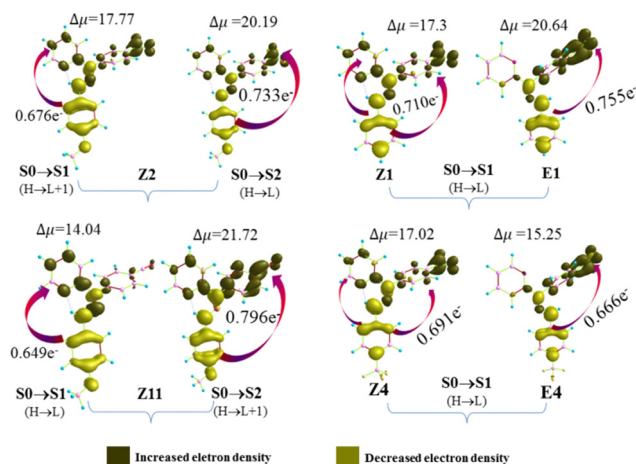 Δμ=17.77
Δμ=20.19
Δμ=17.3
Δμ=20.64
0.676e⁻
0.733e⁻
0.710e⁻
0.755e⁻
S0→S1 Z2 S0→S2
(H→L+1) (H→L)
Z1 S0→S1 E1
(H→L)
Δμ=14.04
Δμ=21.72
Δμ=17.02
Δμ=15.25
0.649e⁻
0.796e⁻
0.691e⁻
0.666e⁻
S0→S1 Z11 S0→S2
(H→L) (H→L+1)
Z4 S0→S1 E4
(H→L)
Increased eletron density
Decreased electron density